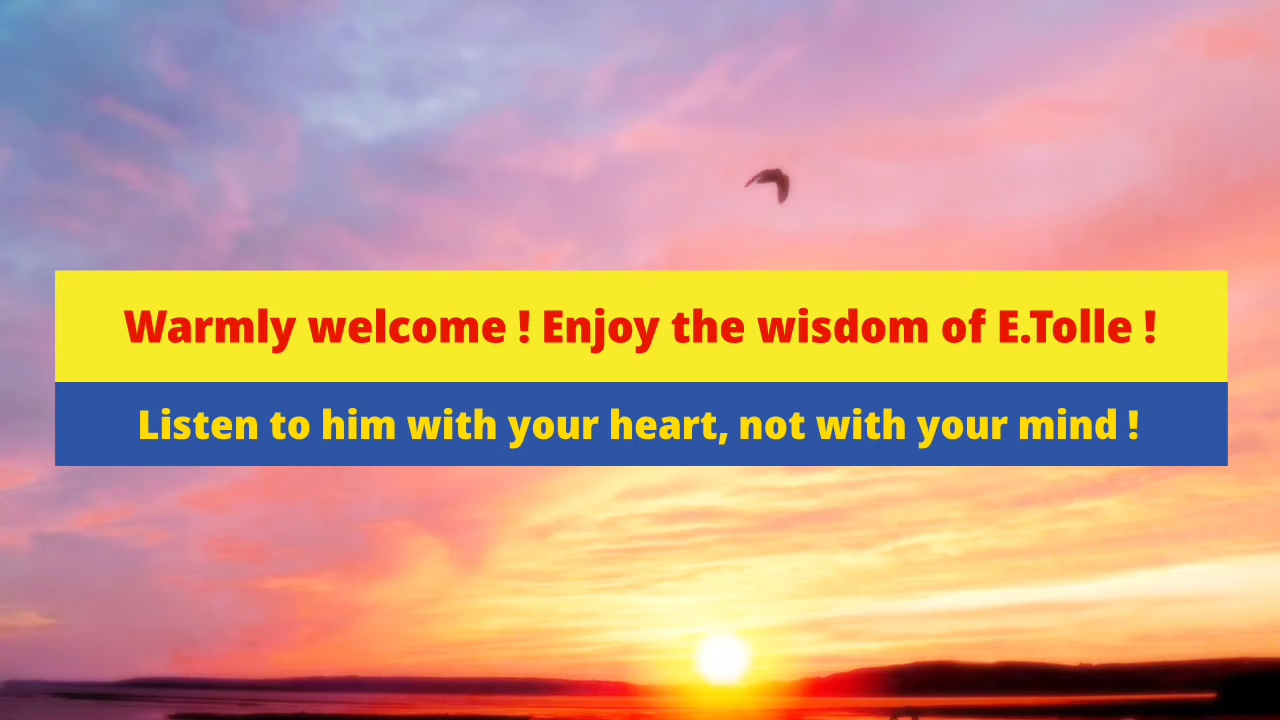 Warmly welcome ! Enjoy the wisdom of E.Tolle !
Listen to him with your heart, not with your mind !